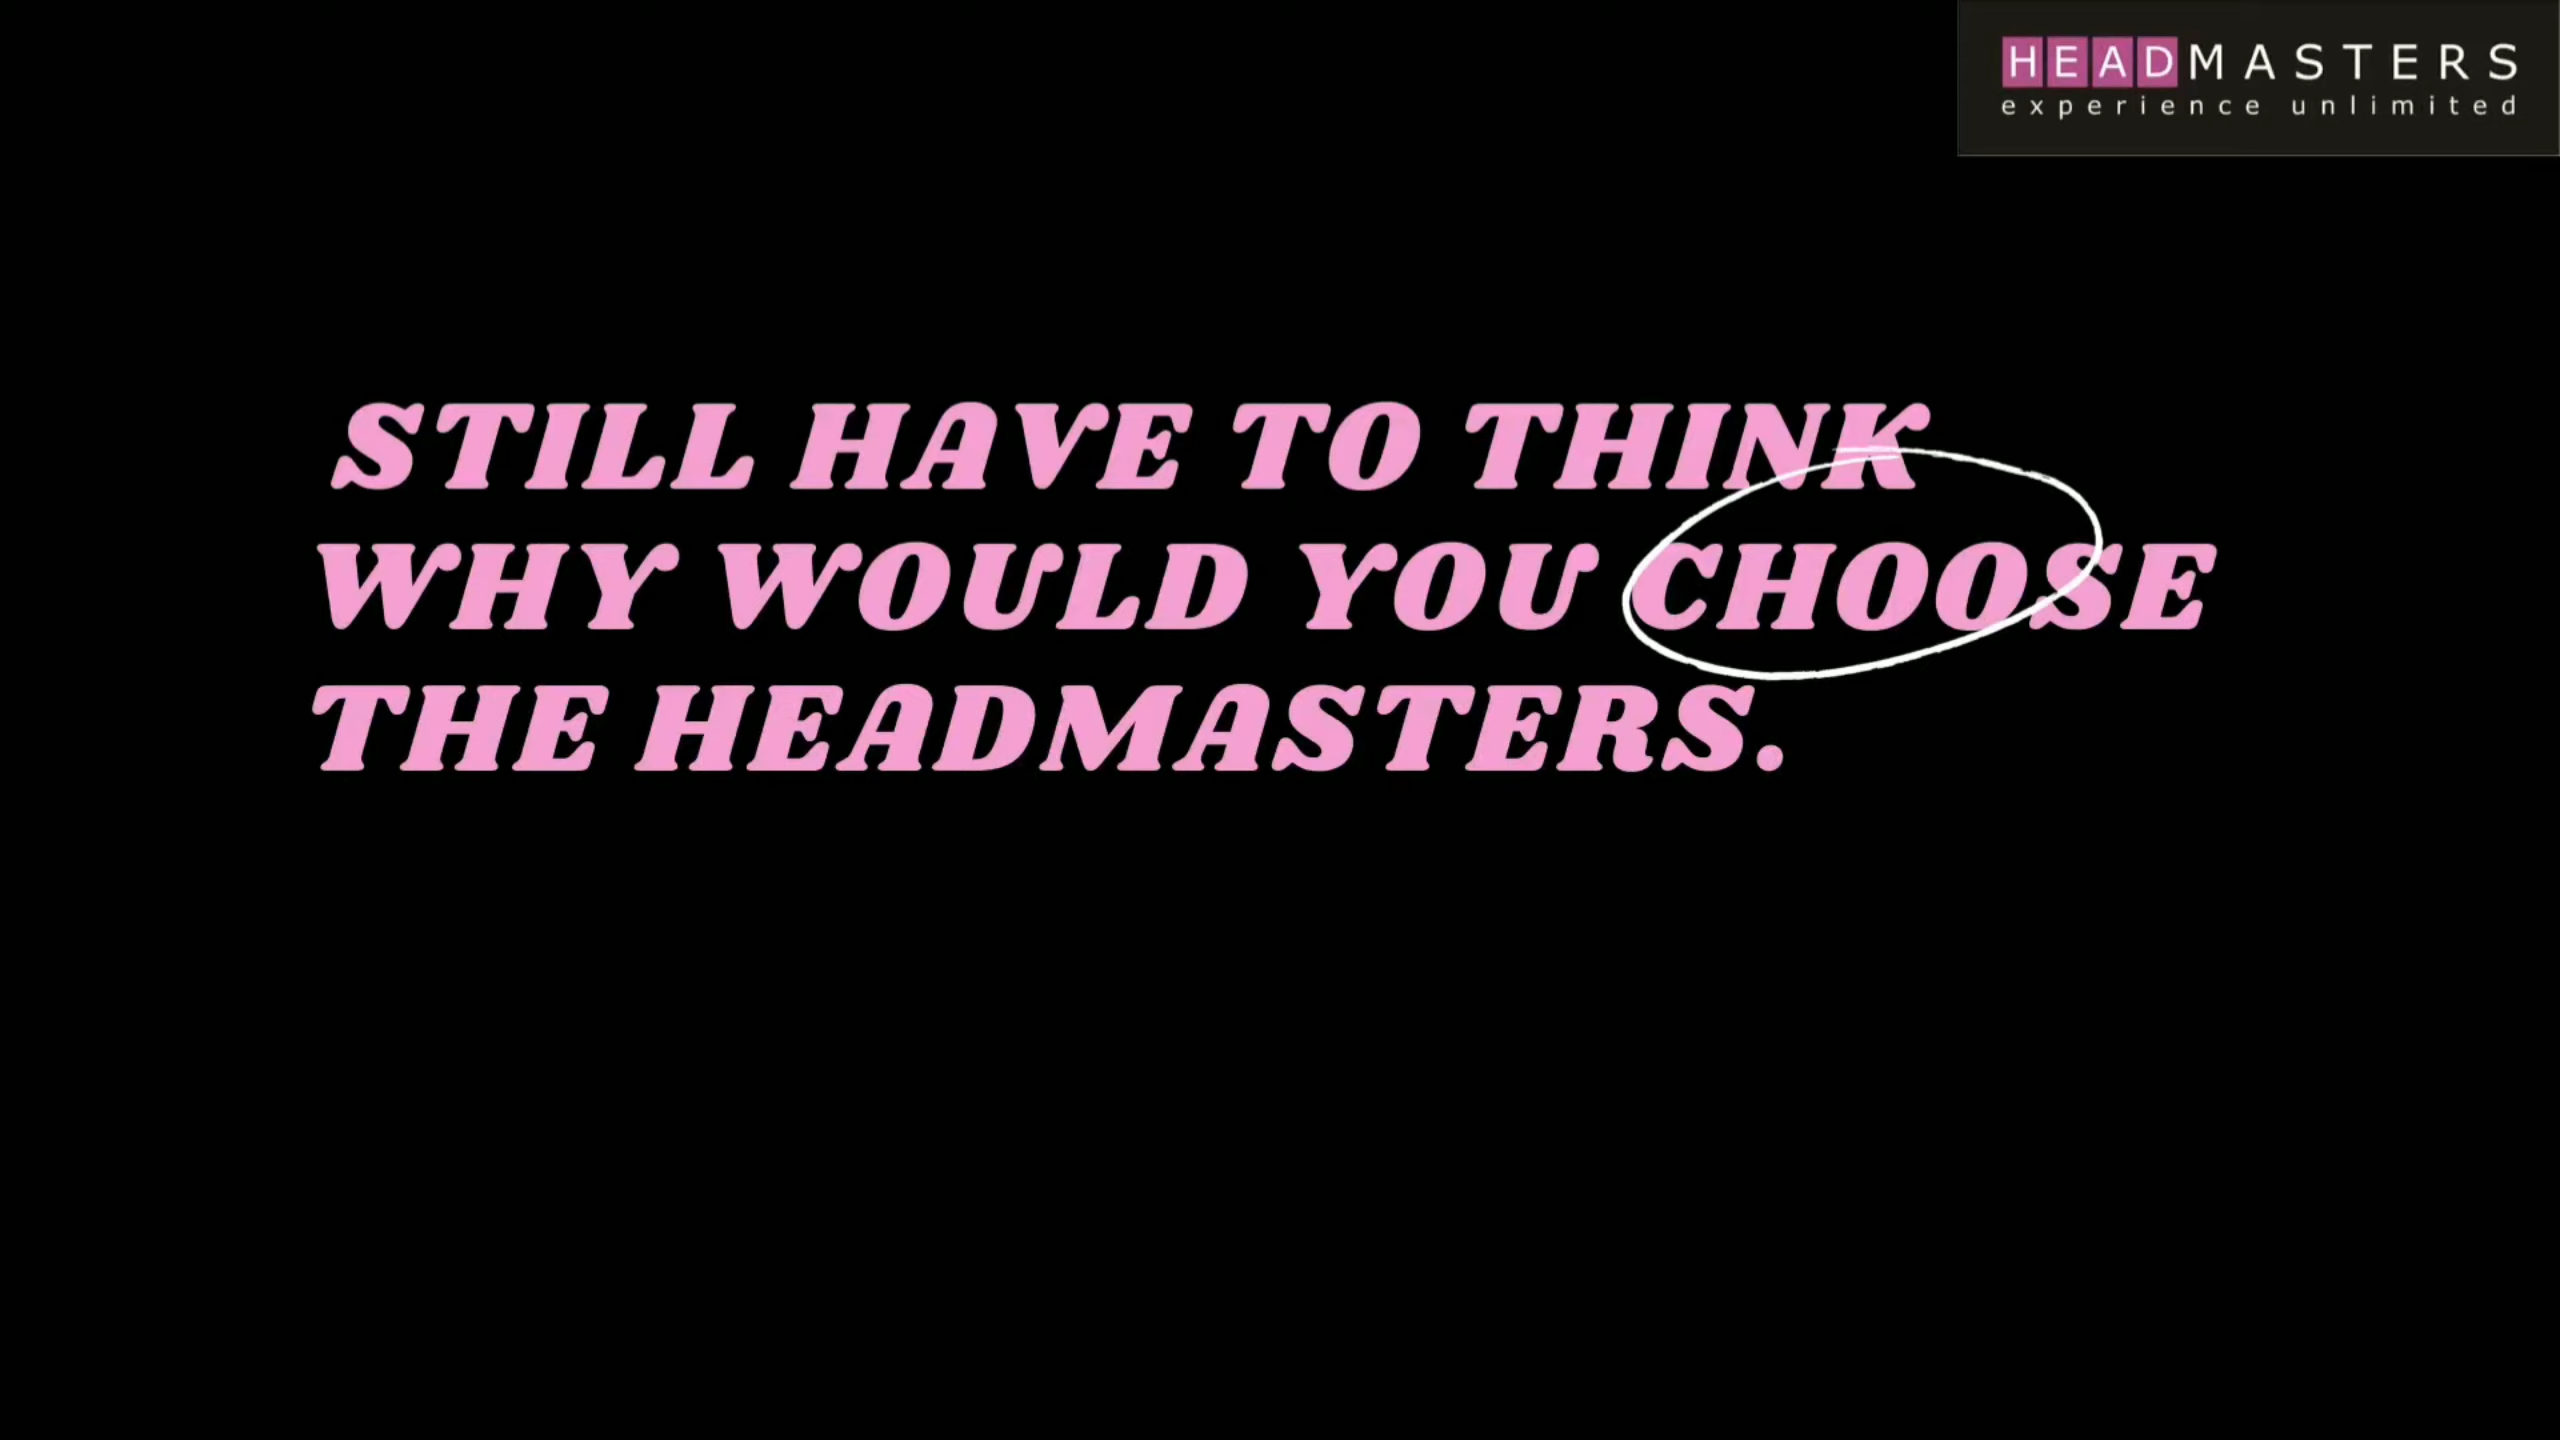 HEADMASTERS
experience unlimited
STILL HAVE TO THINK
WHY WOULD YOU CHOOSE
THE HEADMASTERS.